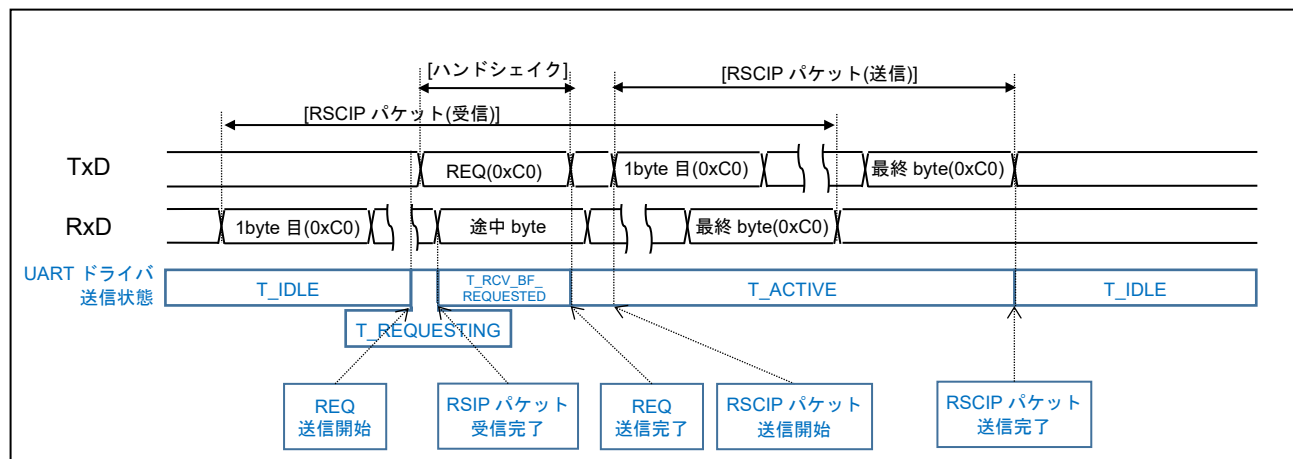 [ハンドシェイク]
[RSCIP パケット(送信)]
[RSCIP パケット(受信)]
TxD
REQ(0xC0)
1byte 目(0xC0)
最終 byte(0xC0)
RxD
1byte 目(0xC0)
途中 byte
最終 byte(0xC0)
UART ドライバ
送信状態
T_IDLE
T_RCV_BF_
REQUESTED
T_ACTIVE
T_IDLE
T_REQUESTING
REQ
送信開始
RSIP パケット
受信完了
REQ
送信完了
RSCIP パケット
送信開始
RSCIP パケット
送信完了